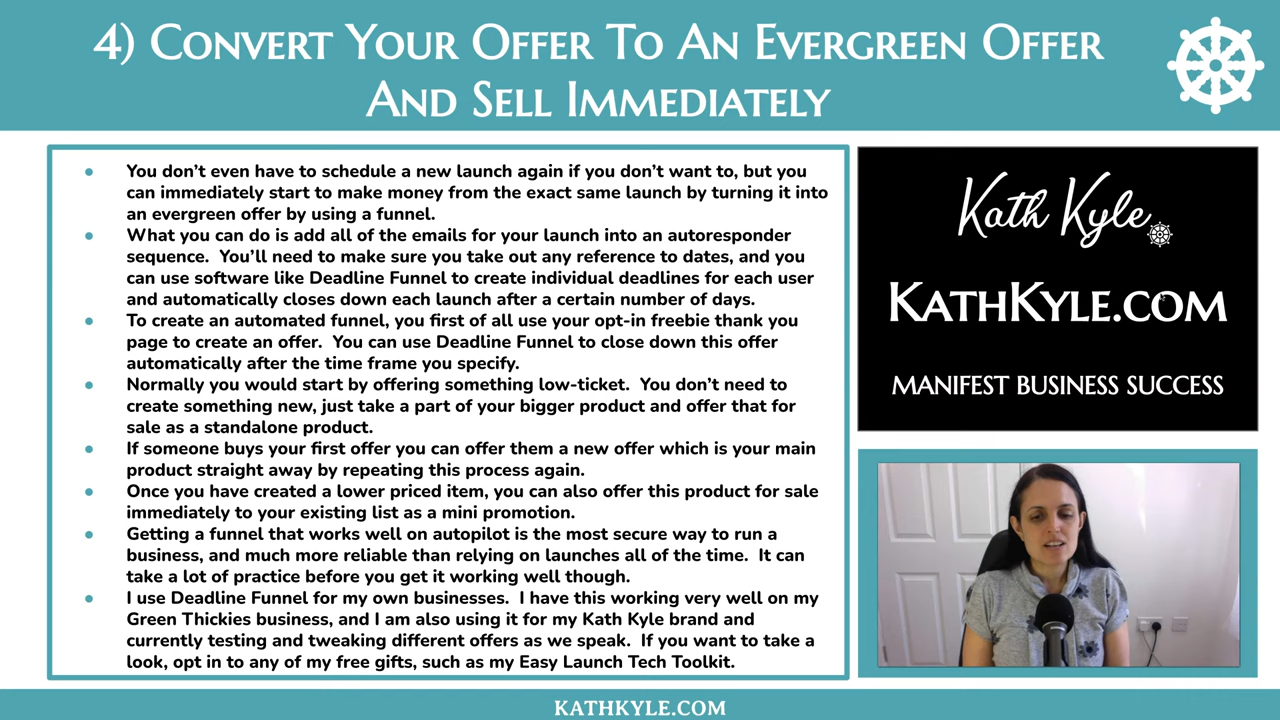 4) Convert Your Offer To An Evergreen Offer
And Sell Immediately
● You don't even have to schedule a new launch again if you don't want to, but you
can immediately start to make money from the exact same launch by turning it into
an evergreen offer by using a funnel.
● What you can do is add all of the emails for your launch into an autoresponder
sequence.  You'll need to make sure you take out any reference to dates, and you
can use software like Deadline Funnel to create individual deadlines for each user
and automatically closes down each launch after a certain number of days.
● To create an automated funnel, you first of all use your opt-in freebie thank you
page to create an offer.  You can use Deadline Funnel to close down this offer
automatically after the time frame you specify.
● Normally you would start by offering something low-ticket.  You don't need to
create something new, just take a part of your bigger product and offer that for
sale as a standalone product.
● If someone buys your first offer you can offer them a new offer which is your main
product straight away by repeating this process again.
● Once you have created a lower priced item, you can also offer this product for sale
immediately to your existing list as a mini promotion.
● Getting a funnel that works well on autopilot is the most secure way to run a
business, and much more reliable than relying on launches all of the time.  It can
take a lot of practice before you get it working well though.
● I use Deadline Funnel for my own businesses.  I have this working very well on my
Green Thickies business, and I am also using it for my Kath Kyle brand and
currently testing and tweaking different offers as we speak.  If you want to take a
look, opt in to any of my free gifts, such as my Easy Launch Tech Toolkit.
Kath Kyle
KathKyle.com
MANIFEST BUSINESS SUCCESS
KATHKYLE.COM